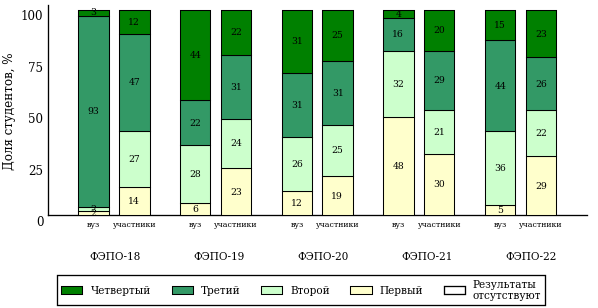 Доля студентов, %
100
75
50
25
0
3 12 44 22 31 25 4 20 15 23
93 47 22 31 31 31 16 29 44 26
2 27 28 24 26 25 32 21 36 22
2 14 6 23 12 19 48 30 5 29
вуз участники вуз участники вуз участники вуз участники вуз участники
ФЭПО-18 ФЭПО-19 ФЭПО-20 ФЭПО-21 ФЭПО-22
Четвертый Третий Второй Первый Результаты
отсутствуют